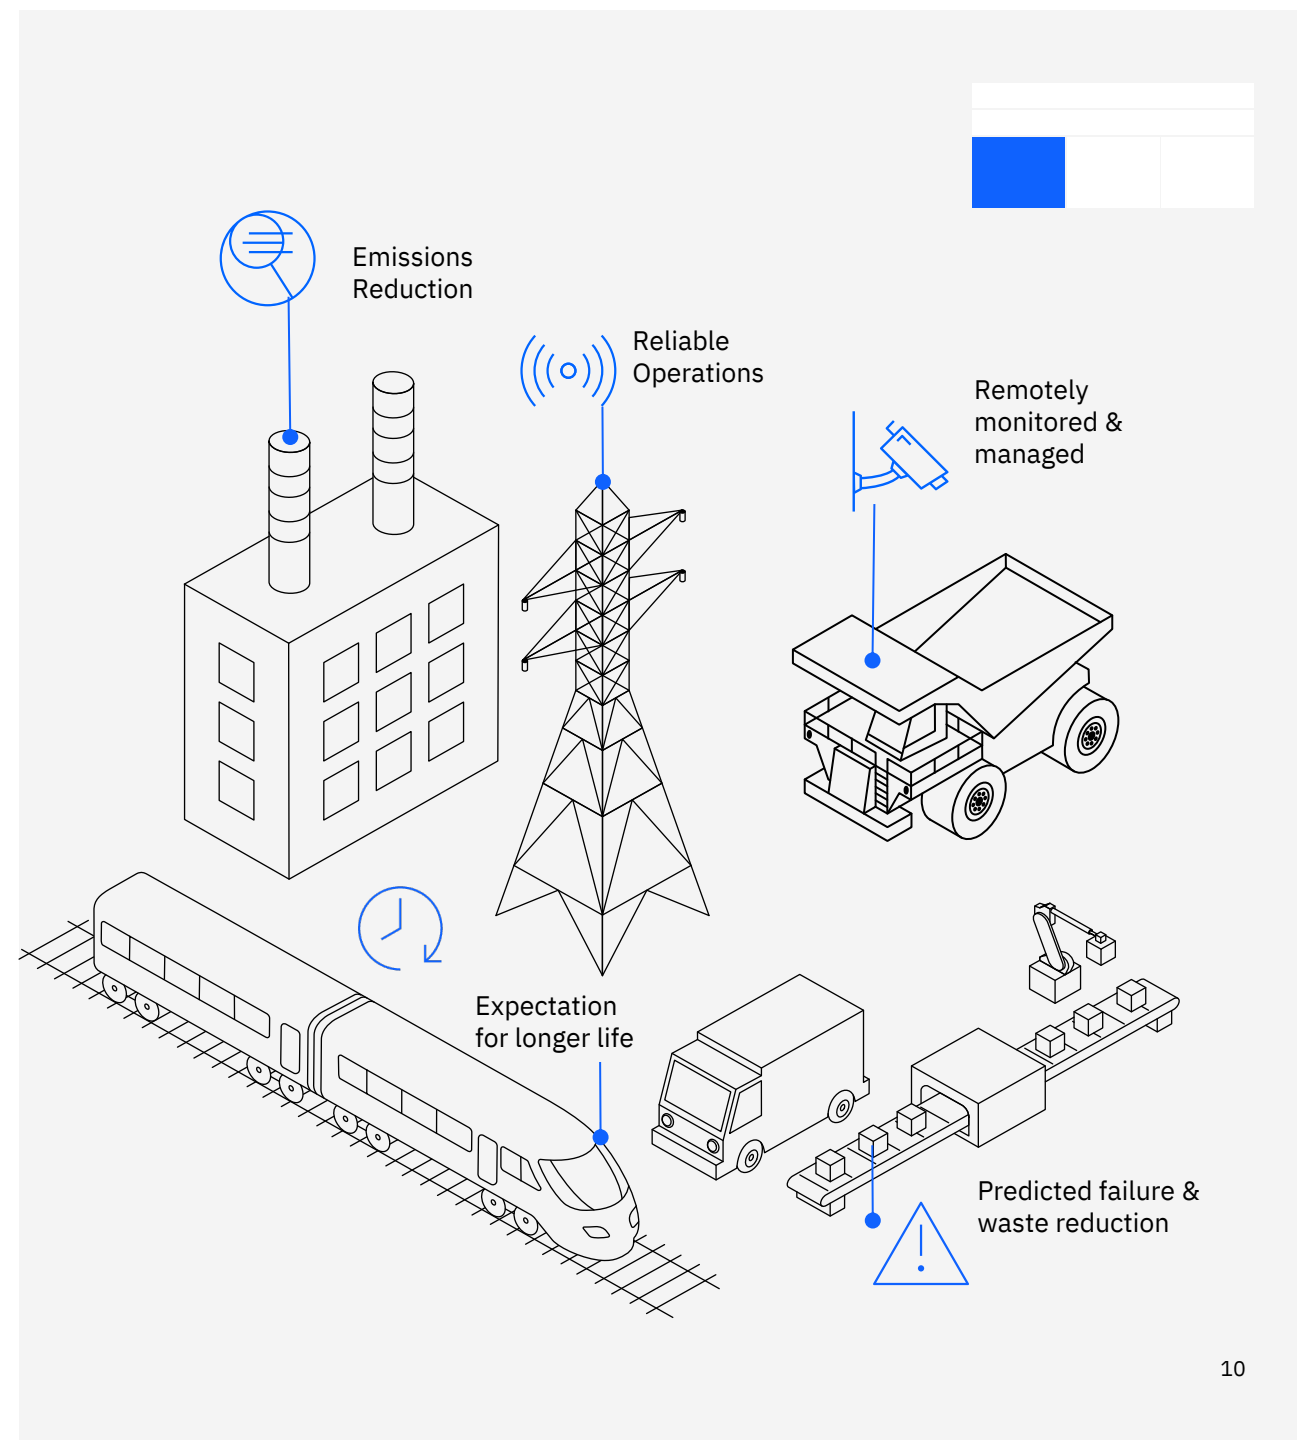 Emissions
Reduction
Reliable
Operations
Remotely
monitored &
managed
Expectation
for longer life
Predicted failure &
waste reduction
10